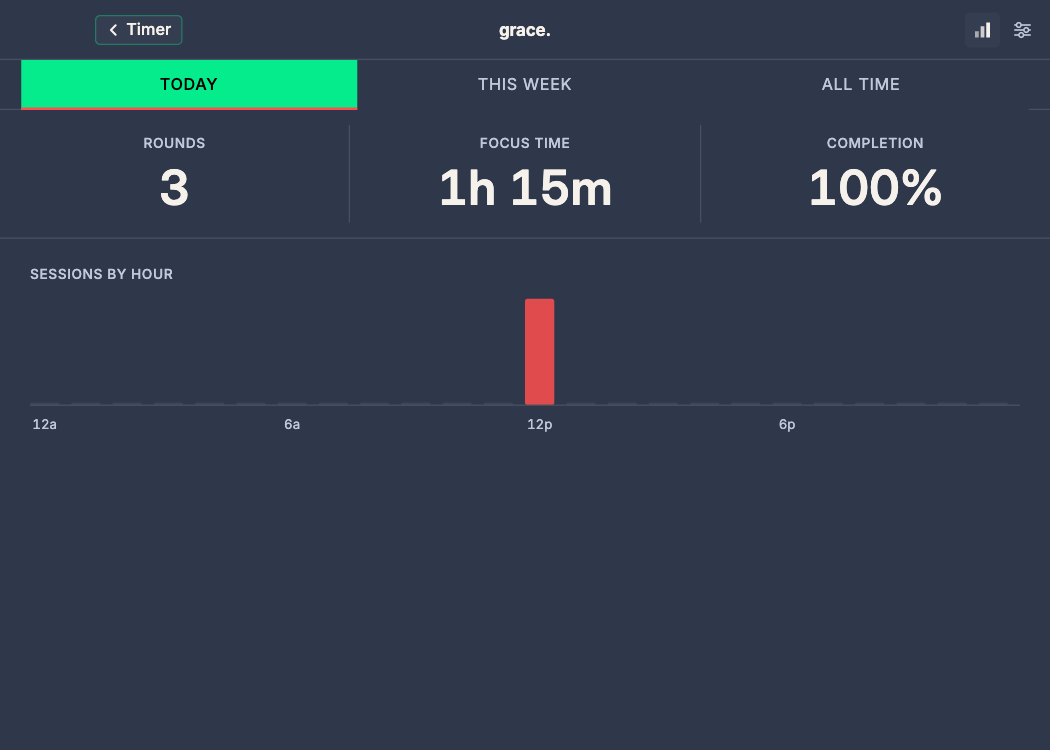 Timer
grace.
TODAY
THIS WEEK
ALL TIME
ROUNDS
3
FOCUS TIME
1h 15m
COMPLETION
100%
SESSIONS BY HOUR
12a
6a
12p
6p